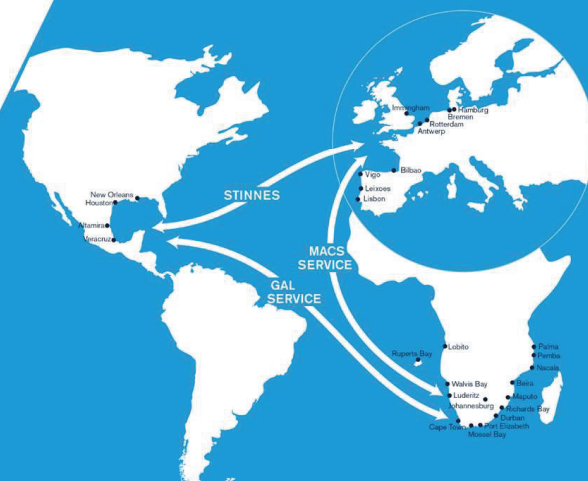 Immingham
Hamburg
Bremen
Rotterdam
Antwerp
Bilbao
Vigo
Leixoes
Lisbon
New Orleans
Houston
Altamira
Veracruz
STINNES
MACS
SERVICE
GAL
SERVICE
Lobito
Ruperts Bay
Walvis Bay
Luderitz
Johannesburg
Cape Town
Mossel Bay
Port Elizabeth
Durban
Richards Bay
Maputo
Beira
Nacala
Pemba
Palma